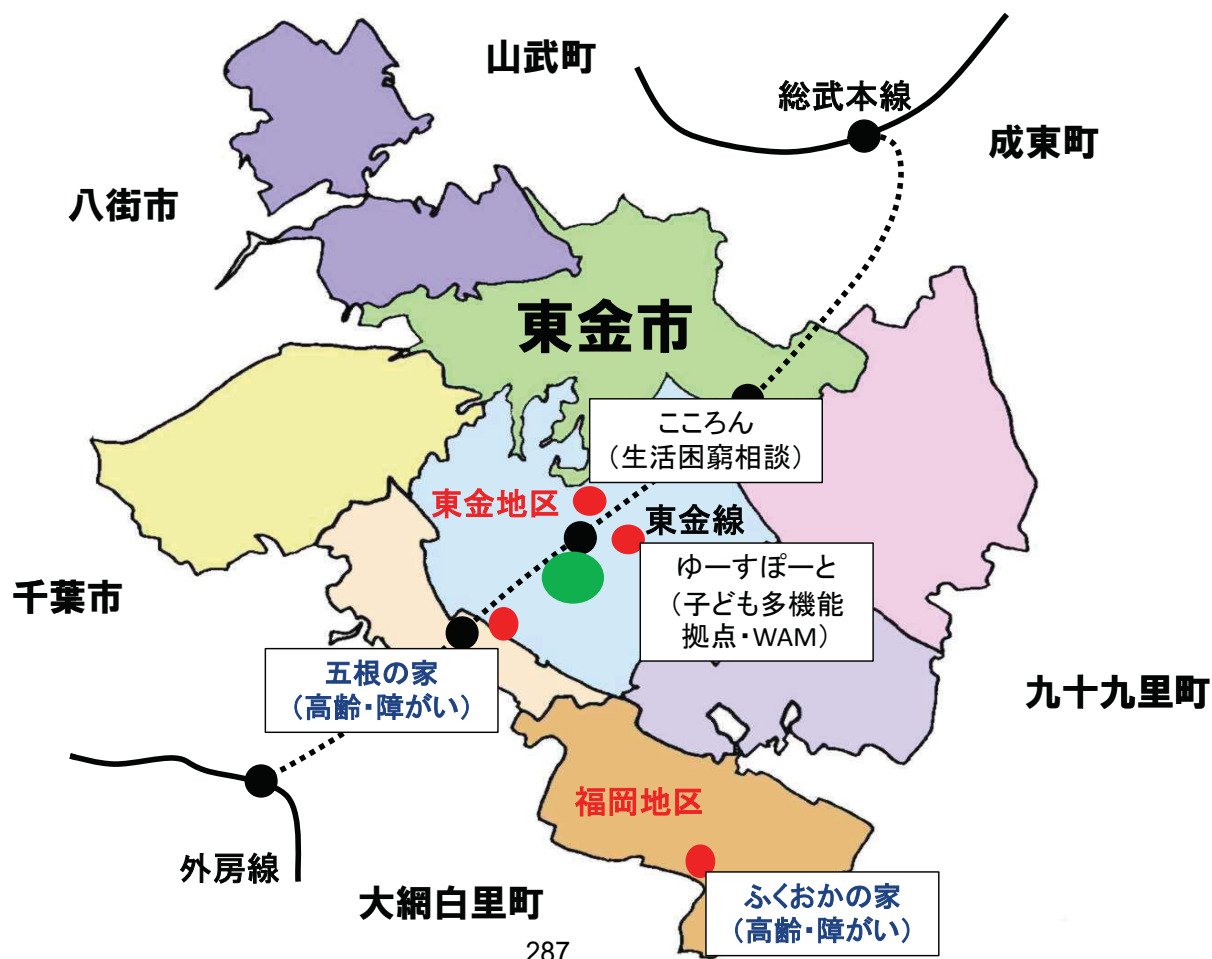 山武町
総武本線
成東町
八街市
東金市
こころん
（生活困窮相談）
東金地区
東金線
ゆーすぽーと
（子ども多機能
拠点・WAM）
千葉市
五根の家
（高齢・障がい）
九十九里町
福岡地区
外房線
大網白里町
ふくおかの家
（高齢・障がい）
287